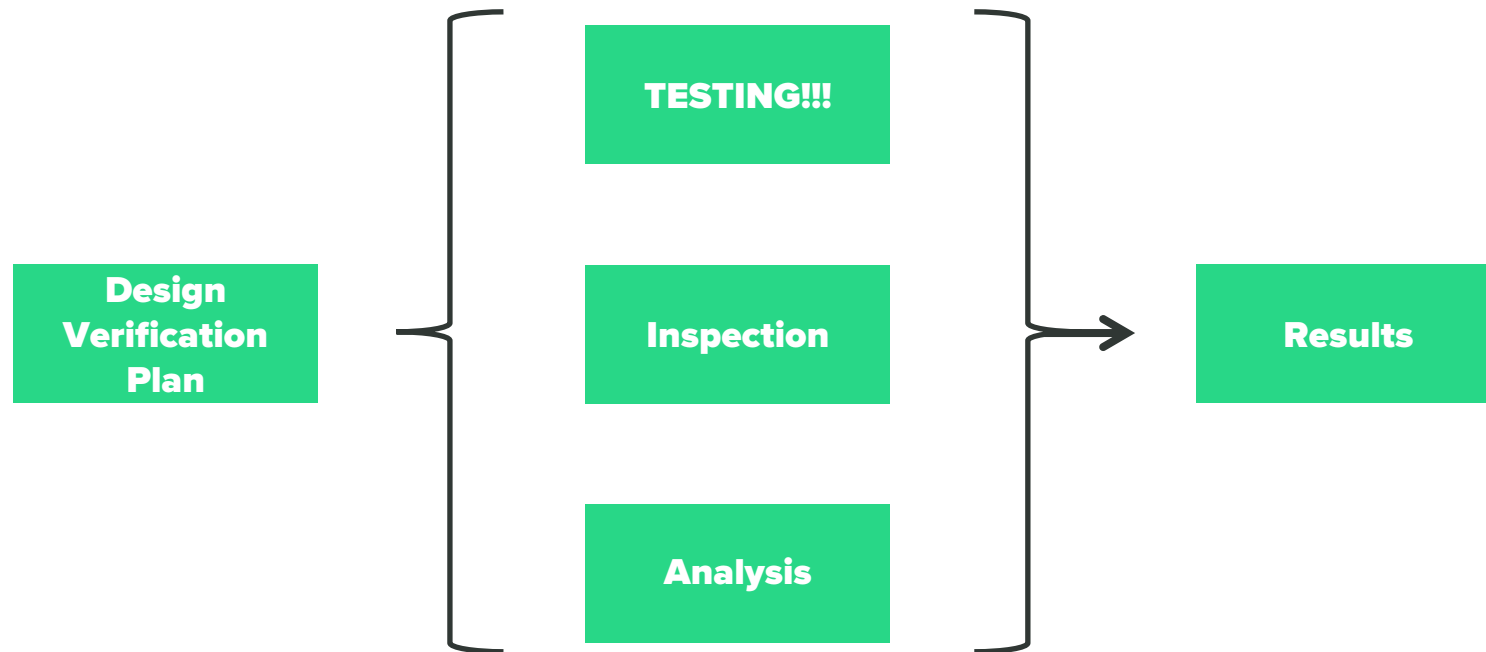 Design
Verification
Plan
TESTING!!!
Inspection
Analysis
Results